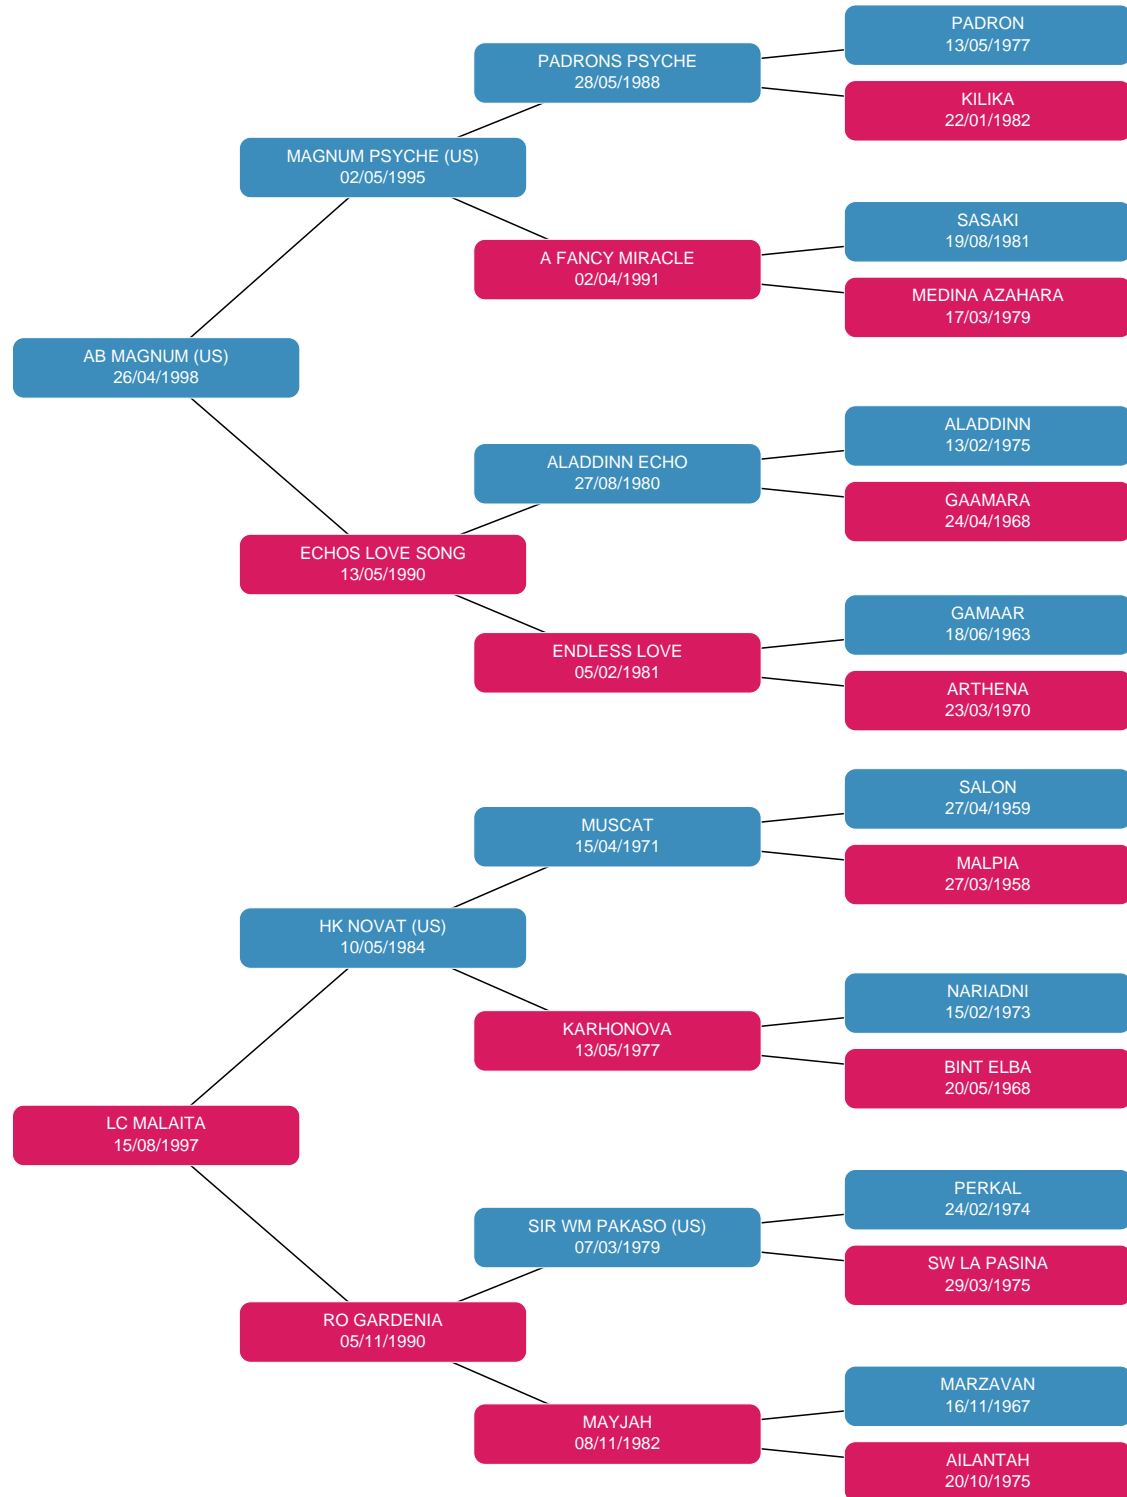 PADRON
13/05/1977
PADRONS PSYCHE
28/05/1988
KILIKA
22/01/1982
MAGNUM PSYCHE (US)
02/05/1995
SASAKI
19/08/1981
A FANCY MIRACLE
02/04/1991
MEDINA AZAHARA
17/03/1979
AB MAGNUM (US)
26/04/1998
ALADDINN
13/02/1975
ALADDINN ECHO
27/08/1980
GAAMARA
24/04/1968
ECHOS LOVE SONG
13/05/1990
GAMAAR
18/06/1963
ENDLESS LOVE
05/02/1981
ARTHENA
23/03/1970
SALON
27/04/1959
MUSCAT
15/04/1971
MALPIA
27/03/1958
HK NOVAT (US)
10/05/1984
NARIADNI
15/02/1973
KARHONOVA
13/05/1977
BINT ELBA
20/05/1968
LC MALAITA
15/08/1997
PERKAL
24/02/1974
SIR WM PAKASO (US)
07/03/1979
SW LA PASINA
29/03/1975
RO GARDENIA
05/11/1990
MARZAVAN
16/11/1967
MAYJAH
08/11/1982
AILANTAH
20/10/1975